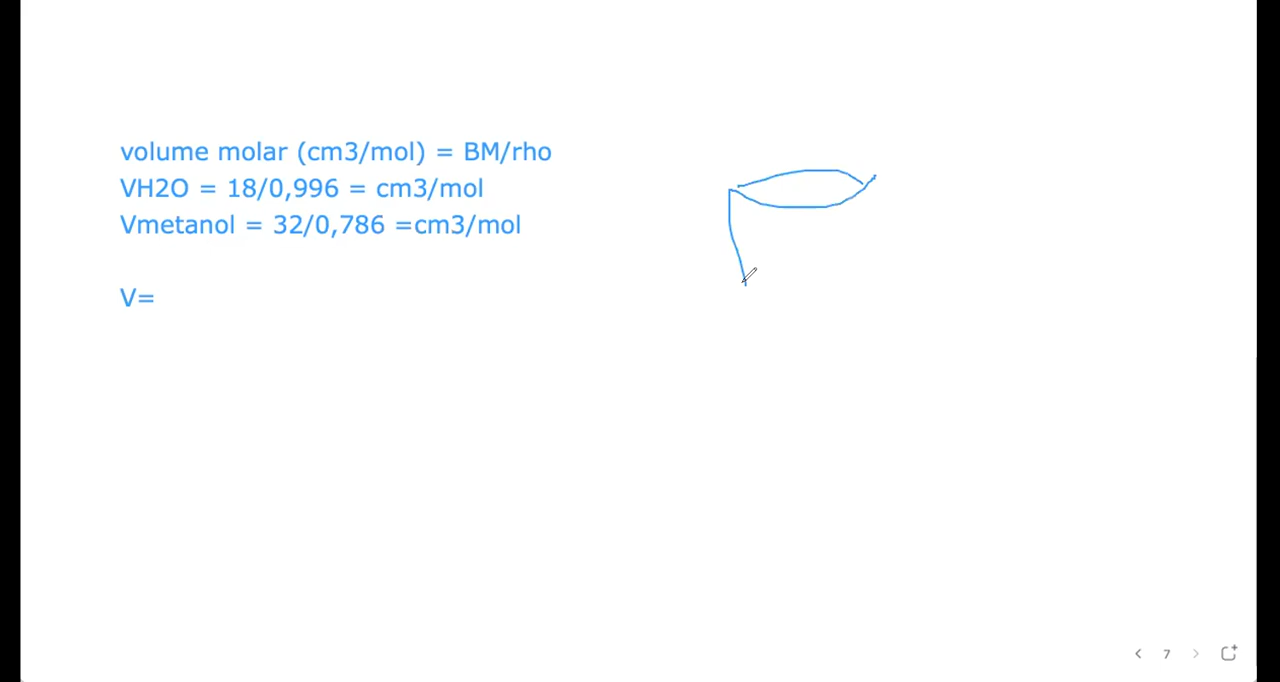 volume molar (cm3/mol) = BM/rho
VH2O = 18/0,996 = cm3/mol
Vmetanol = 32/0,786 =cm3/mol
V=
7